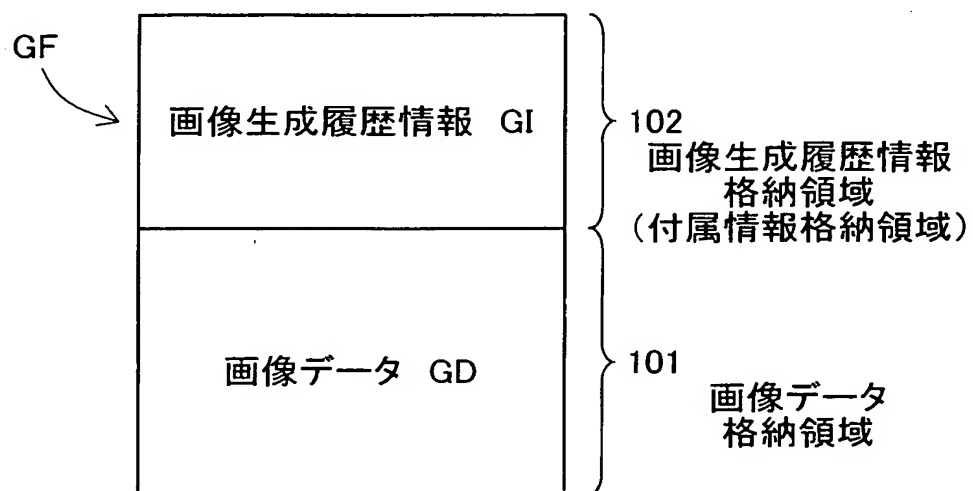 GF
画像生成履歴情報 GI
102
画像生成履歴情報
格納領域
(付属情報格納領域)
画像データ GD
101
画像データ
格納領域